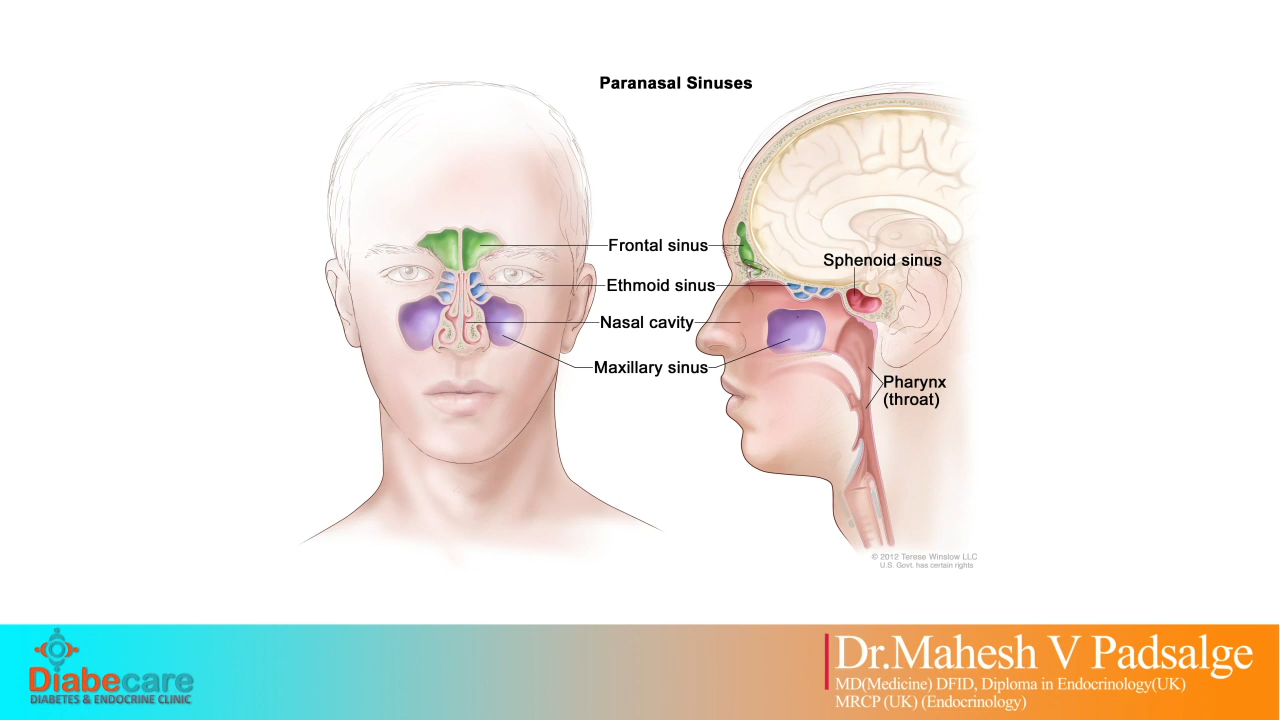 Paranasal Sinuses
Frontal sinus
Sphenoid sinus
Ethmoid sinus
Nasal cavity
Maxillary sinus
Pharynx
(throat)
© 2012 Terese Winslow LLC
U.S. Govt. has certain rights
Diabecare
DIABETES & ENDOCRINE CLINIC
Dr.Mahesh V Padsalge
MD(Medicine) DFID, Diploma in Endocrinology(UK)
MRCP (UK) (Endocrinology)